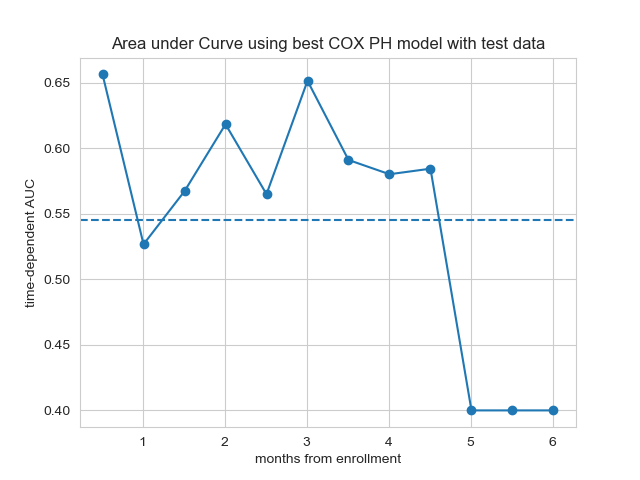 Area under Curve using best COX PH model with test data
time-dependent AUC
0.65
0.60
0.55
0.50
0.45
0.40
1 2 3 4 5 6
months from enrollment